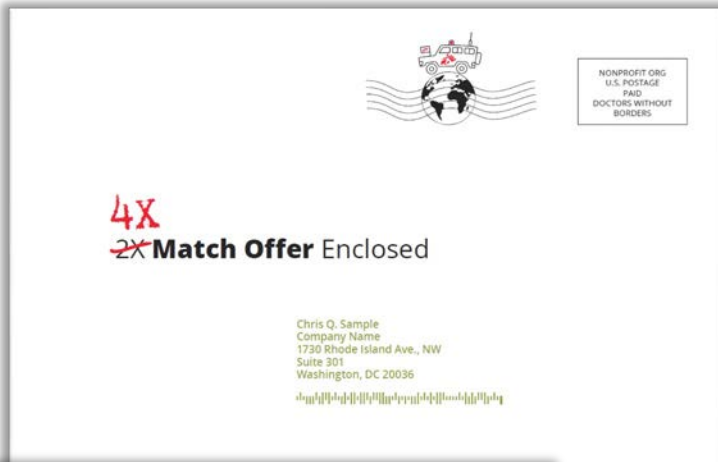 NONPROFIT ORG
U.S. POSTAGE
PAID
DOCTORS WITHOUT
BORDERS
4X
2X Match Offer Enclosed
Chris Q. Sample
Company Name
1730 Rhode Island Ave., NW
Suite 301
Washington, DC 20036